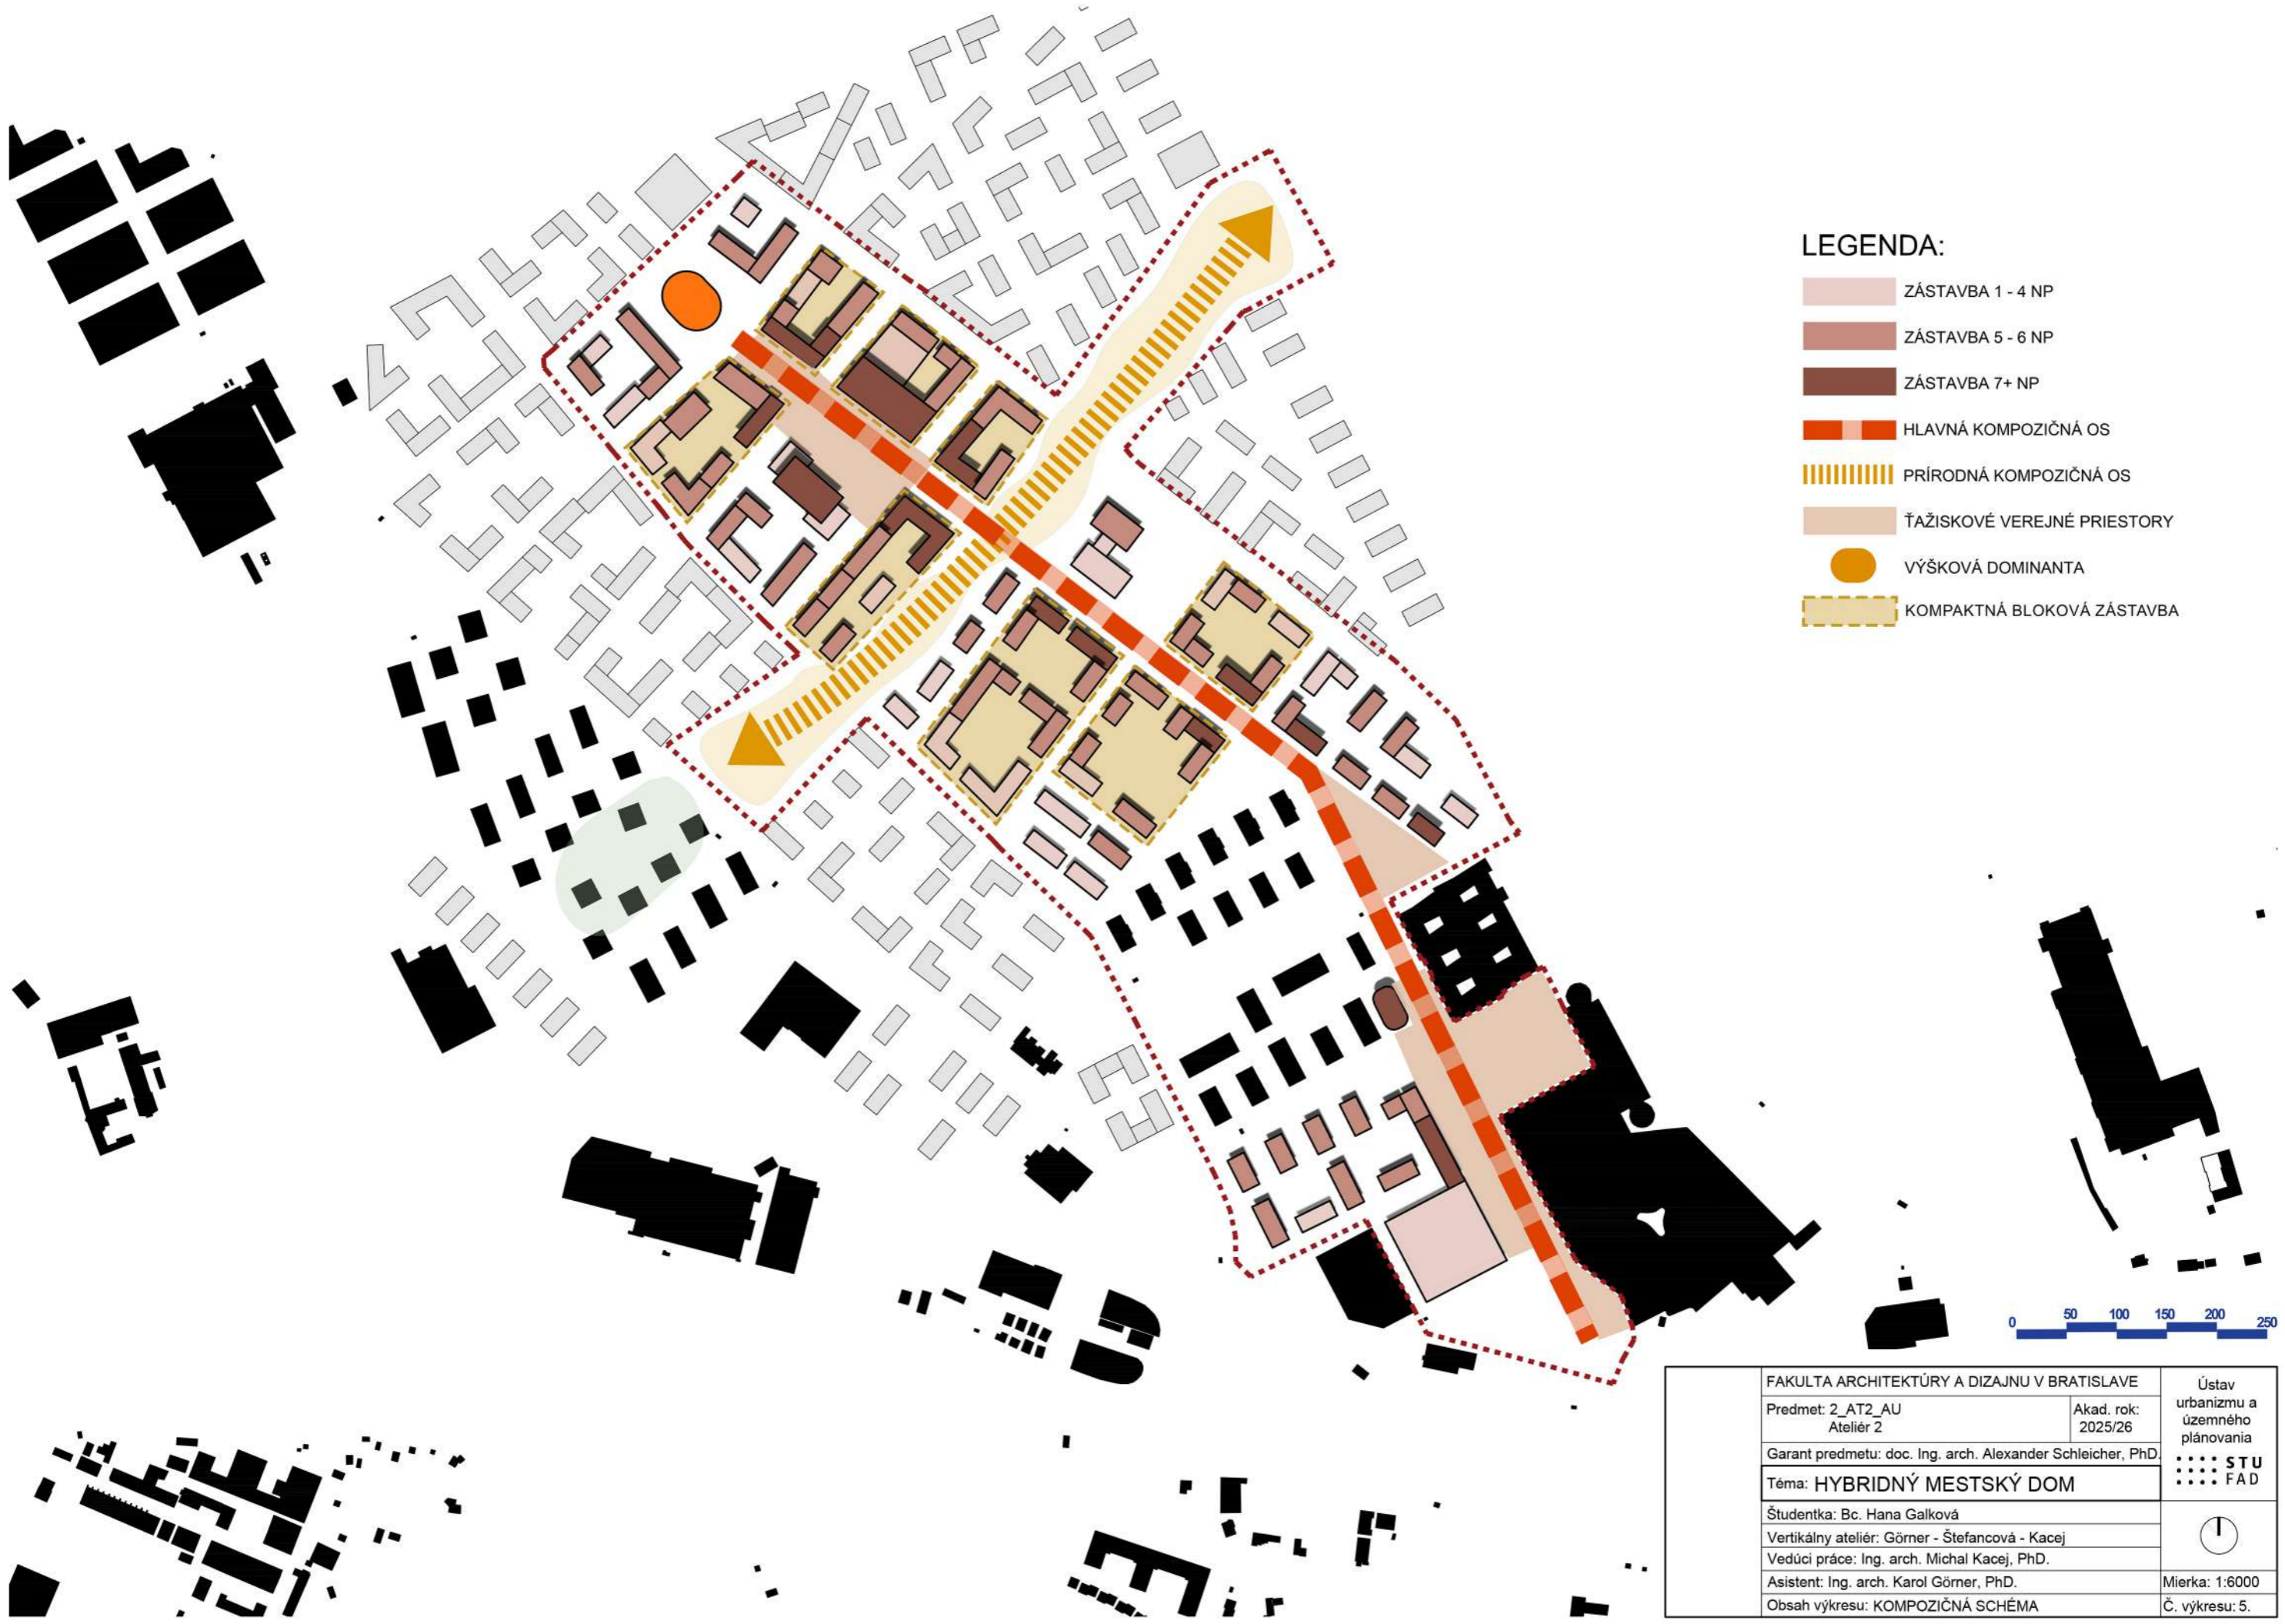 LEGENDA:
ZÁSTAVBA 1 - 4 NP
ZÁSTAVBA 5 - 6 NP
ZÁSTAVBA 7+ NP
HLAVNÁ KOMPOZIČNÁ OS
PRÍRODNÁ KOMPOZIČNÁ OS
ŤAŽISKOVÉ VEREJNÉ PRIESTORY
VÝŠKOVÁ DOMINANTA
KOMPAKTNÁ BLOKOVÁ ZÁSTAVBA
0 50 100 150 200 250
FAKULTA ARCHITEKTÚRY A DIZAJNU V BRATISLAVE
Predmet: 2_AT2_AU
Ateliér 2
Akad. rok:
2025/26
Garant predmetu: doc. Ing. arch. Alexander Schleicher, PhD.
Téma: HYBRIDNÝ MESTSKÝ DOM
Študentka: Bc. Hana Galková
Vertikálny ateliér: Görner - Štefancová - Kacej
Vedúci práce: Ing. arch. Michal Kacej, PhD.
Asistent: Ing. arch. Karol Görner, PhD.
Obsah výkresu: KOMPOZIČNÁ SCHÉMA
Ústav
urbanizmu a
územného
plánovania
STU
FAD
Mierka: 1:6000
Č. výkresu: 5.